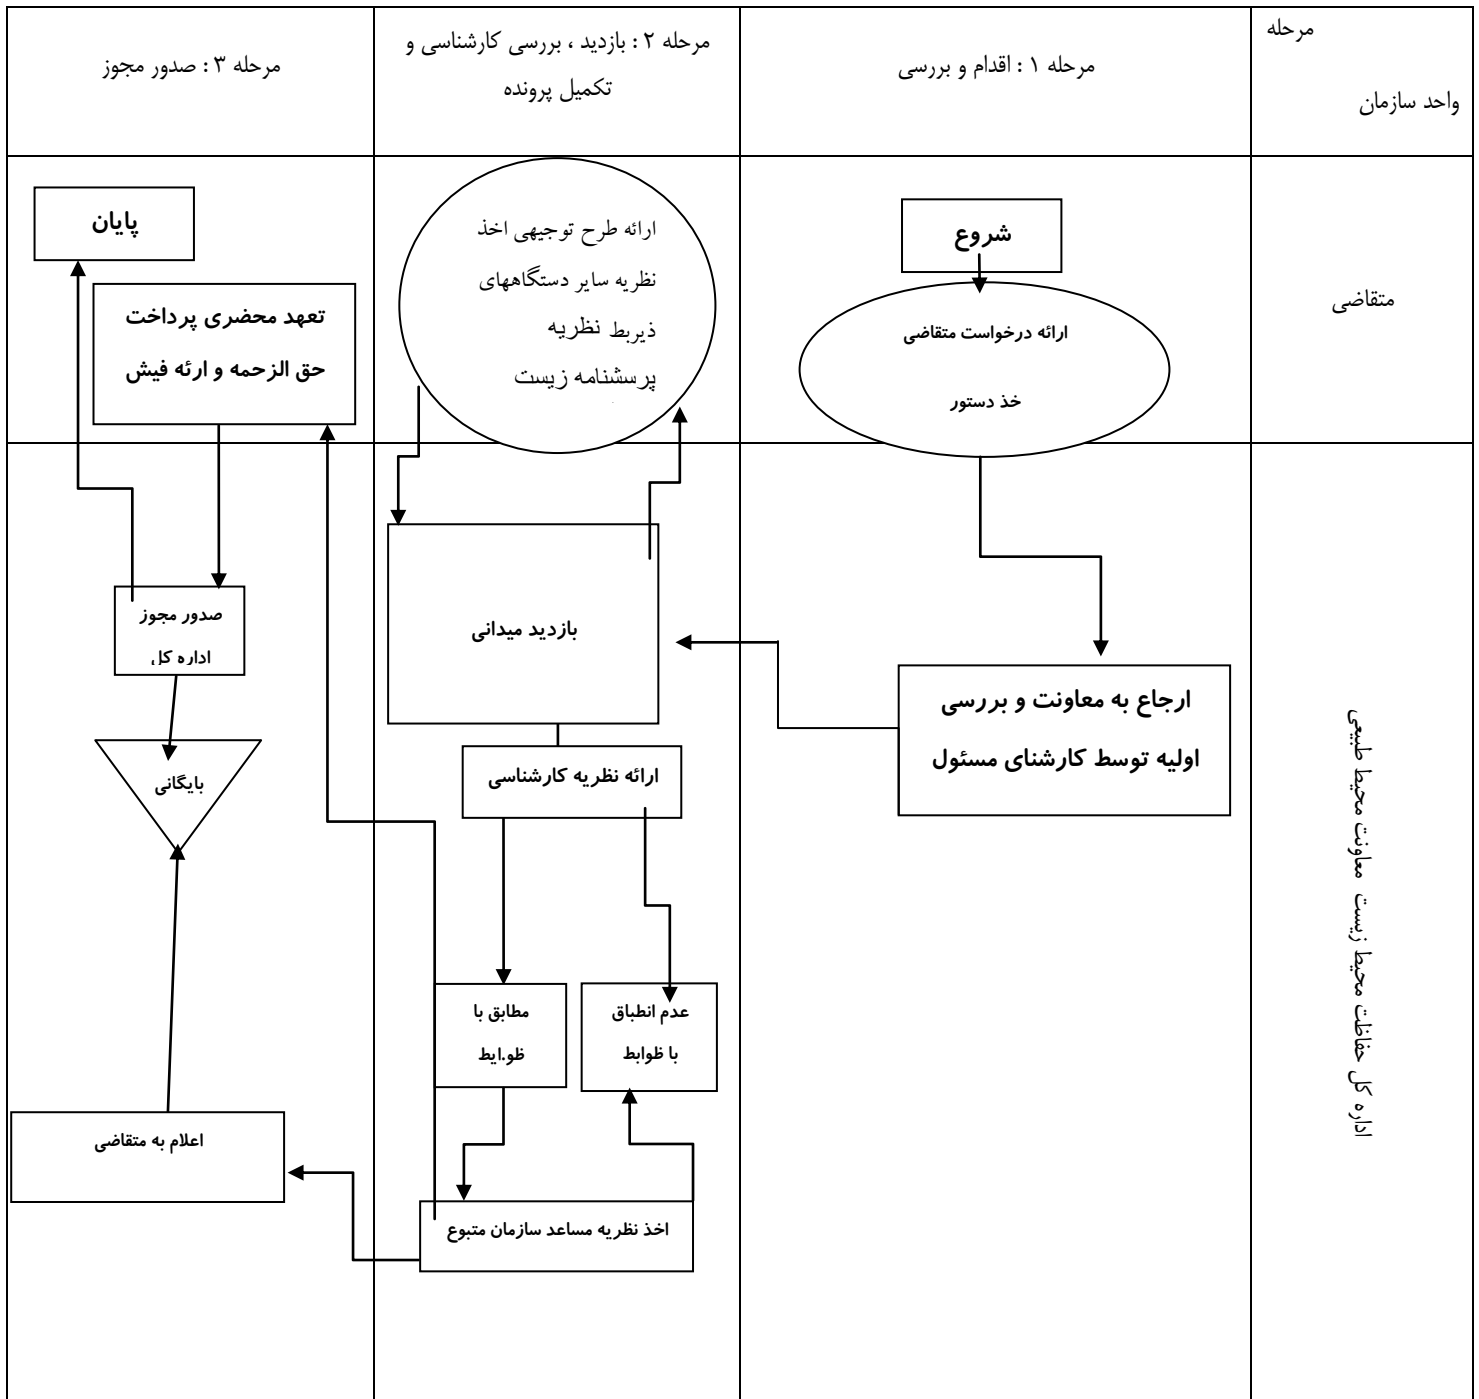 مرحله
واحد سازمان
مرحله ۱ : اقدام و بررسی
مرحله ۲ : بازدید ، بررسی کارشناسی و
تکمیل پرونده
مرحله ۳ : صدور مجوز
متقاضی
شروع
ارائه درخواست متقاضی
خذ دستور
ارائه طرح توجیهی اخذ
نظریه سایر دستگاههای
ذیربط نظریه
پرسشنامه زیست
پایان
تعهد محضری پرداخت
حق الزحمه و ارئه فیش
اداره کل حفاظت محیط زیست معاونت محیط طبیعی
ارجاع به معاونت و بررسی
اولیه توسط کارشنای مسئول
بازدید میدانی
ارائه نظریه کارشناسی
عدم انطباق
با ظوابط
مطابق با
ظو.ایط
اخذ نظریه مساعد سازمان متبوع
صدور مجوز
اداره کل
بایگانی
اعلام به متقاضی